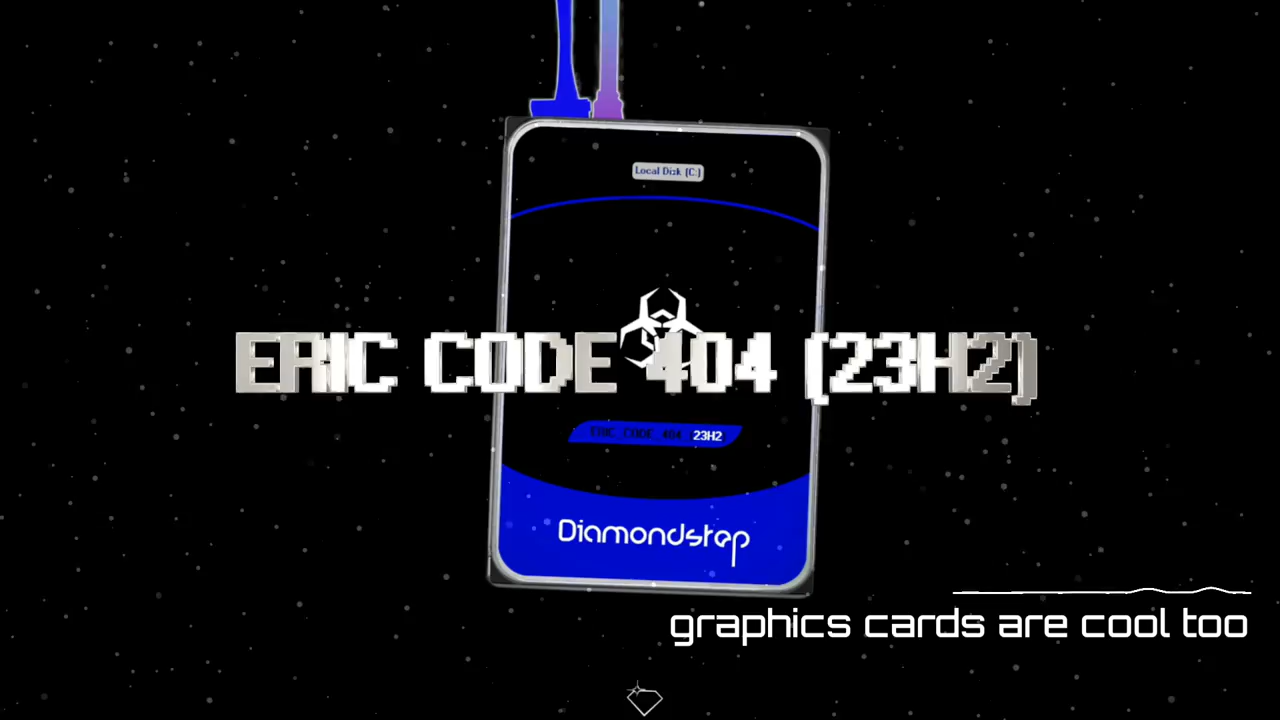 Local Disk (C:)
ERIC CODE 404 (23H2)
ERIC CODE 404 23H2
Diamondstep
graphics cards are cool too